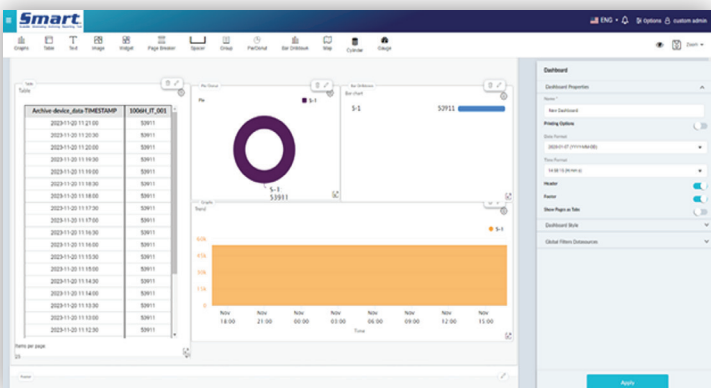 Smart
ENG
Options
custom admin
Graphs
Table
Text
Image
Widget
Page Breaker
Spacer
Group
Pie/Donut
Bar Drilldown
Map
Cylinder
Gauge
Zoom
Table
Table
Archive-device_data-TIMESTAMP 1006H_IT_001
2023-11-20 11:21:00 53911
2023-11-20 11:20:30 53911
2023-11-20 11:20:00 53911
2023-11-20 11:19:30 53911
2023-11-20 11:19:00 53911
2023-11-20 11:18:30 53911
2023-11-20 11:18:00 53911
2023-11-20 11:17:30 53911
2023-11-20 11:17:00 53911
2023-11-20 11:16:30 53911
2023-11-20 11:16:00 53911
2023-11-20 11:15:30 53911
2023-11-20 11:15:00 53911
2023-11-20 11:14:30 53911
2023-11-20 11:14:00 53911
2023-11-20 11:13:30 53911
2023-11-20 11:13:00 53911
2023-11-20 11:12:30 53911
Items per page
Pie/Donut
Pie
S-1
S-1:
53911
Bar Drilldown
Bar chart
S-1 53911
Graphs
Trend
S-1
60k
45k
30k
15k
0
Nov 18:00
Nov 21:00
Nov 00:00
Nov 03:00
Nov 06:00
Nov 09:00
Nov 12:00
Nov 15:00
Time
Footer
Dashboard
Dashboard Properties
Name *
New Dashboard
Printing Options
Date Format
Time Format
Header
Footer
Show Pages as Tabs
Dashboard Style
Global Filters Datasources
Apply